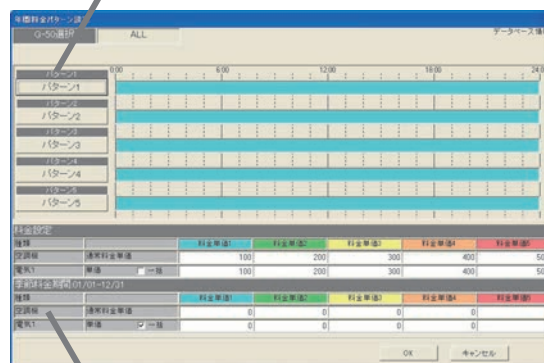 年間料金パターン設
G-50選択 ALL データベース情
0:00 6:00 12:00 18:00 24:0
パターン1
パターン1
パターン2
パターン2
パターン3
パターン3
パターン4
パターン4
パターン5
パターン5
料金設定
種類 料金単価1 料金単価2 料金単価3 料金単価4 料金単価5
空調機 通常料金単価 100 200 300 400 50
電気1 単価 一括 100 200 300 400 50
季節料金期間:01/01-12/31
種類 料金単価1 料金単価2 料金単価3 料金単価4 料金単価5
空調機 通常料金単価 0 0 0 0
電気1 単価 一括 0 0 0 0
OK キャンセル